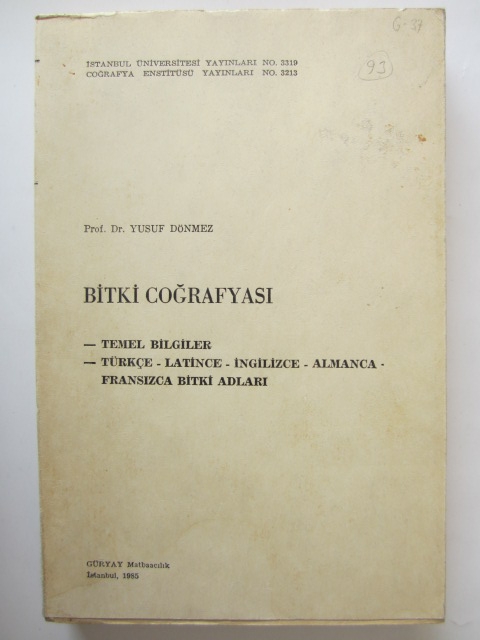 G-37
93
İSTANBUL ÜNİVERSİTESİ YAYINLARI NO. 3319
COĞRAFYA ENSTİTÜSÜ YAYINLARI NO. 3213
Prof. Dr. YUSUF DÖNMEZ
BİTKİ COĞRAFYASI
— TEMEL BİLGİLER
— TÜRKÇE - LATİNCE - İNGİLİZCE - ALMANCA -
FRANSIZCA BİTKİ ADLARI
GÜRYAY Matbaacılık
İstanbul, 1985